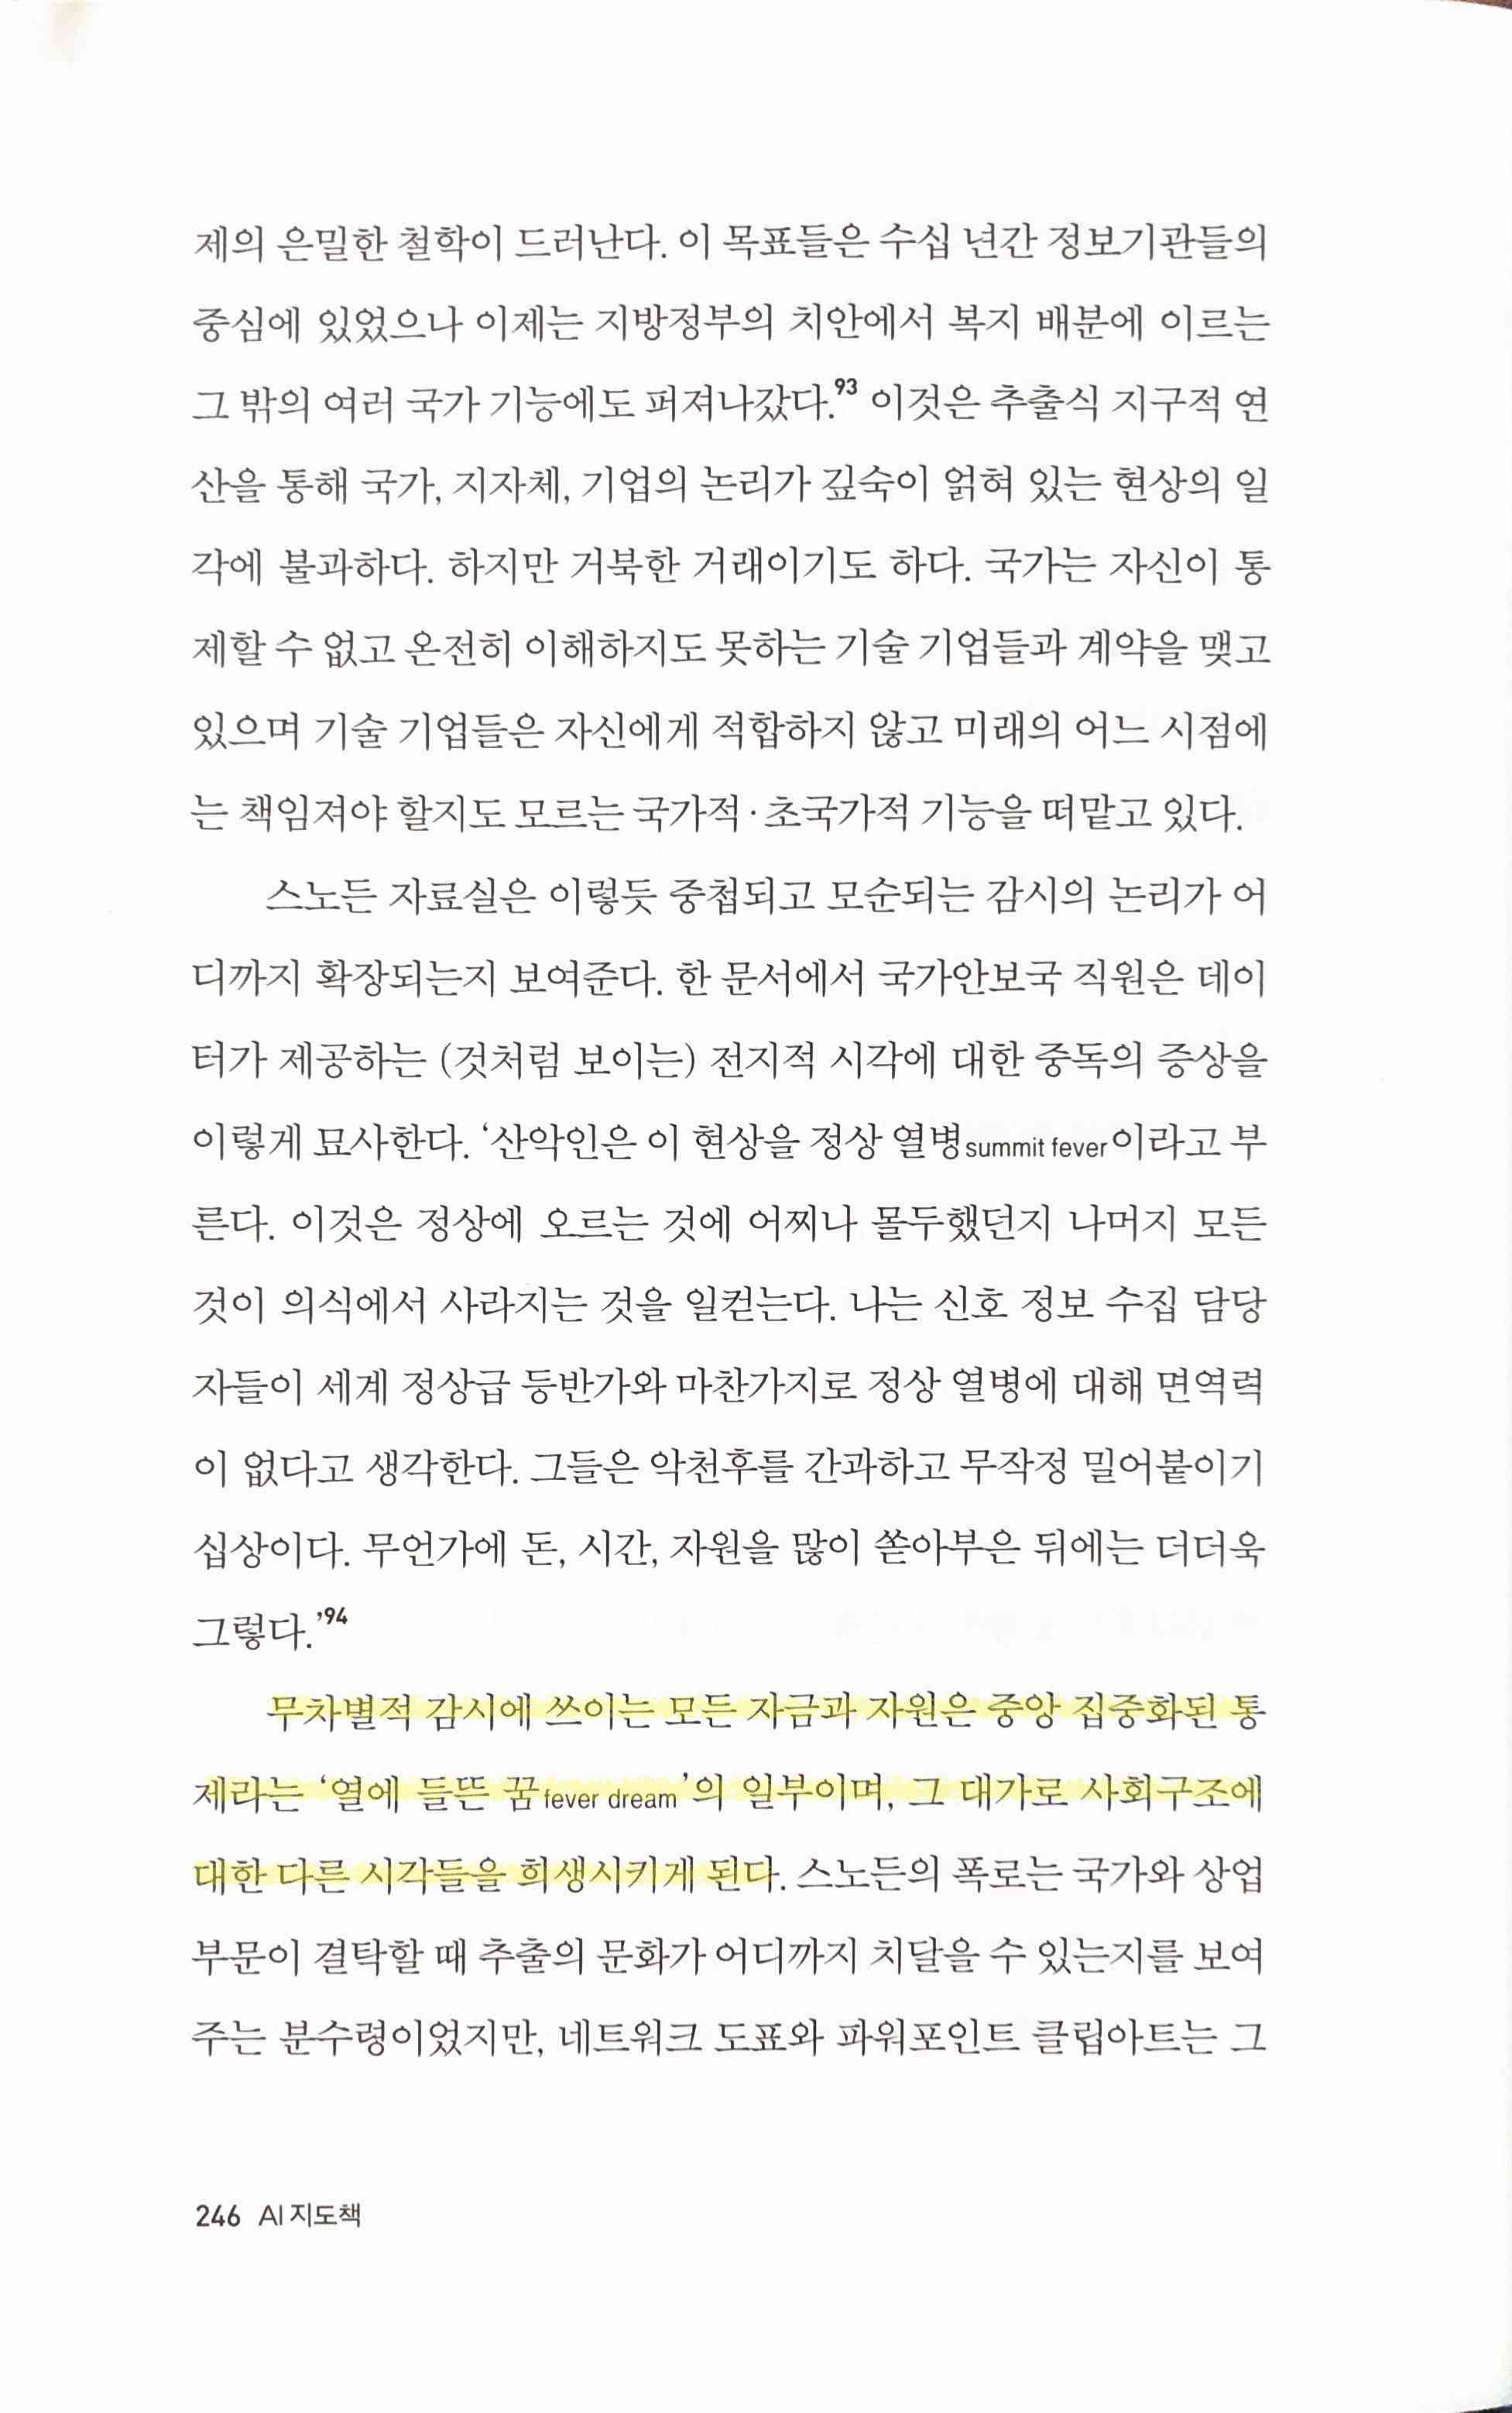 제의 은밀한 철학이 드러난다. 이 목표들은 수십 년간 정보기관들의
중심에 있었으나 이제는 지방정부의 치안에서 복지 배분에 이르는
그 밖의 여러 국가 기능에도 퍼져나갔다.93 이것은 추출식 지구적 연
산을 통해 국가, 지자체, 기업의 논리가 깊숙이 얽혀 있는 현상의 일
각에 불과하다. 하지만 거북한 거래이기도 하다. 국가는 자신이 통
제할 수 없고 온전히 이해하지도 못하는 기술 기업들과 계약을 맺고
있으며 기술 기업들은 자신에게 적합하지 않고 미래의 어느 시점에
는 책임져야 할지도 모르는 국가적·초국가적 기능을 떠맡고 있다.
스노든 자료실은 이렇듯 중첩되고 모순되는 감시의 논리가 어
디까지 확장되는지 보여준다. 한 문서에서 국가안보국 직원은 데이
터가 제공하는 (것처럼 보이는) 전지적 시각에 대한 중독의 증상을
이렇게 묘사한다. ‘산악인은 이 현상을 정상 열병summit fever이라고 부
른다. 이것은 정상에 오르는 것에 어찌나 몰두했던지 나머지 모든
것이 의식에서 사라지는 것을 일컫는다. 나는 신호 정보 수집 담당
자들이 세계 정상급 등반가와 마찬가지로 정상 열병에 대해 면역력
이 없다고 생각한다. 그들은 악천후를 간과하고 무작정 밀어붙이기
십상이다. 무언가에 돈, 시간, 자원을 많이 쏟아부은 뒤에는 더더욱
그렇다.’94
무차별적 감시에 쓰이는 모든 자금과 자원은 중앙 집중화된 통
제라는 ‘열에 들뜬 꿈fever dream’의 일부이며, 그 대가로 사회구조에
대한 다른 시각들을 희생시키게 된다. 스노든의 폭로는 국가와 상업
부문이 결탁할 때 추출의 문화가 어디까지 치달을 수 있는지를 보여
주는 분수령이었지만, 네트워크 도표와 파워포인트 클립아트는 그
246 AI 지도책